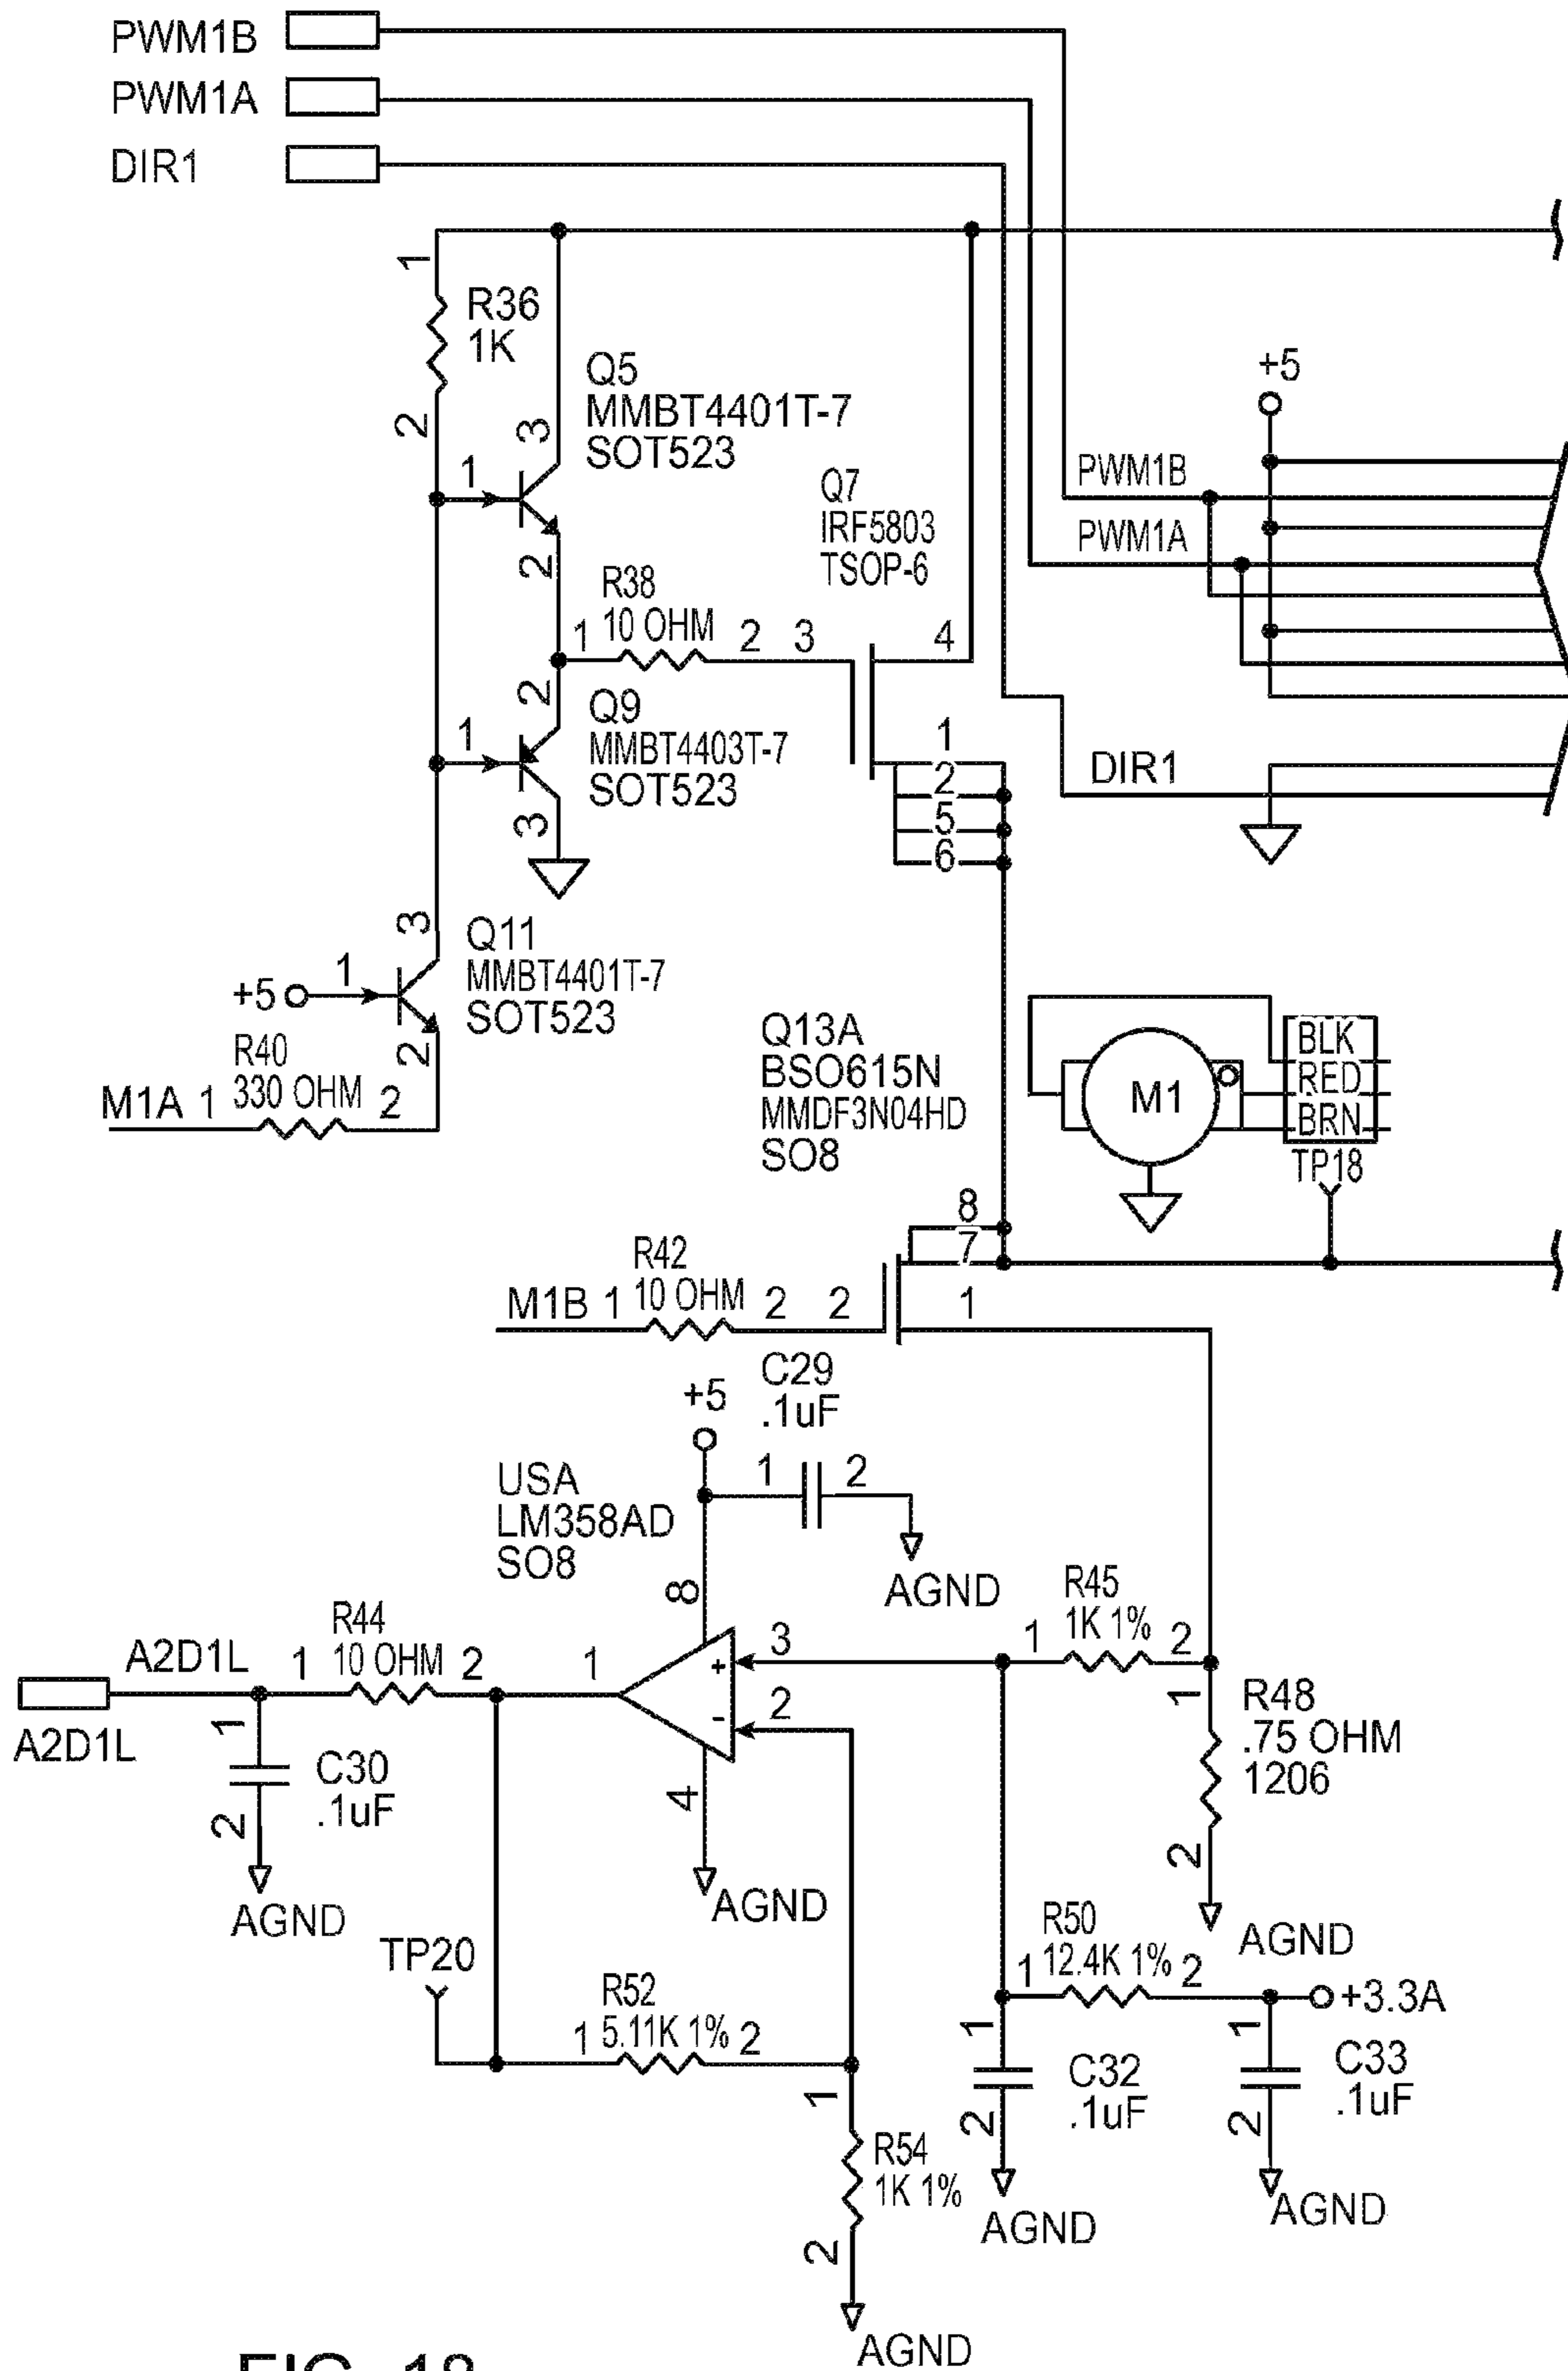 PWM1B
PWM1A
DIR1
1
R36
1K
2
Q5
MMBT4401T-7
SOT523
3
1
2
+5
PWM1B
PWM1A
Q7
IRF5803
TSOP-6
R38
10 OHM
1
2
3
4
2
Q9
MMBT4403T-7
SOT523
1
3
1
2
5
6
DIR1
3
Q11
MMBT4401T-7
SOT523
+5
1
2
R40
330 OHM
M1A
1
2
Q13A
BSO615N
MMDF3N04HD
SO8
M1
BLK
RED
BRN
TP18
8
7
R42
10 OHM
M1B
1
2
2
1
C29
.1uF
+5
1
2
AGND
USA
LM358AD
SO8
8
R45
1K 1%
1
2
3
+
2
-
1
4
AGND
R44
10 OHM
A2D1L
1
2
A2D1L
1
C30
.1uF
2
AGND
1
R48
.75 OHM
1206
2
AGND
TP20
R52
5.11K 1%
1
2
R50
12.4K 1%
1
2
+3.3A
1
C32
.1uF
2
AGND
1
C33
.1uF
2
AGND
1
R54
1K 1%
2
AGND
FIG. 18